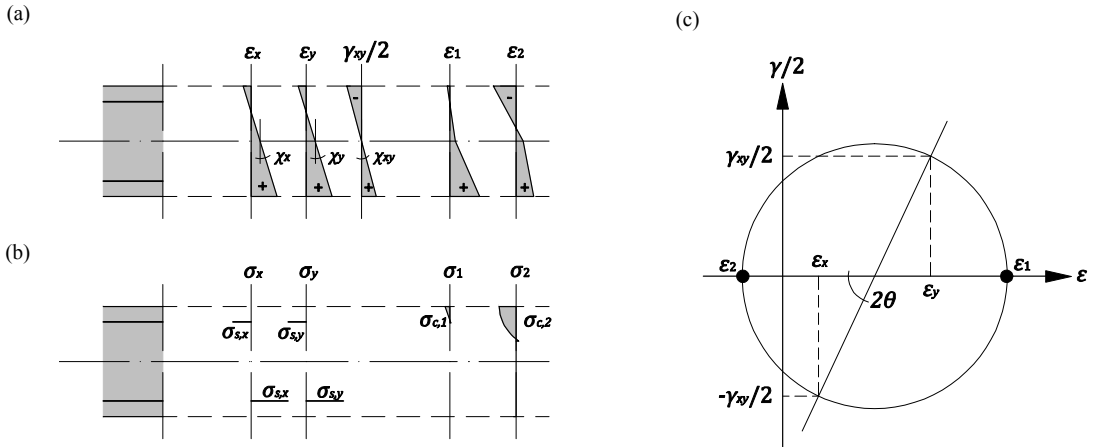 (a)
εx εy γxy/2 ε1 ε2
- -
χx χy χxy
+ + + + +
(b)
σx σy σ1 σ2
σs,x σs,y σc,1 σc,2
σs,x σs,y
(c)
γ/2
γxy/2
ε2 εx ε1
εy ε
2θ
-γxy/2